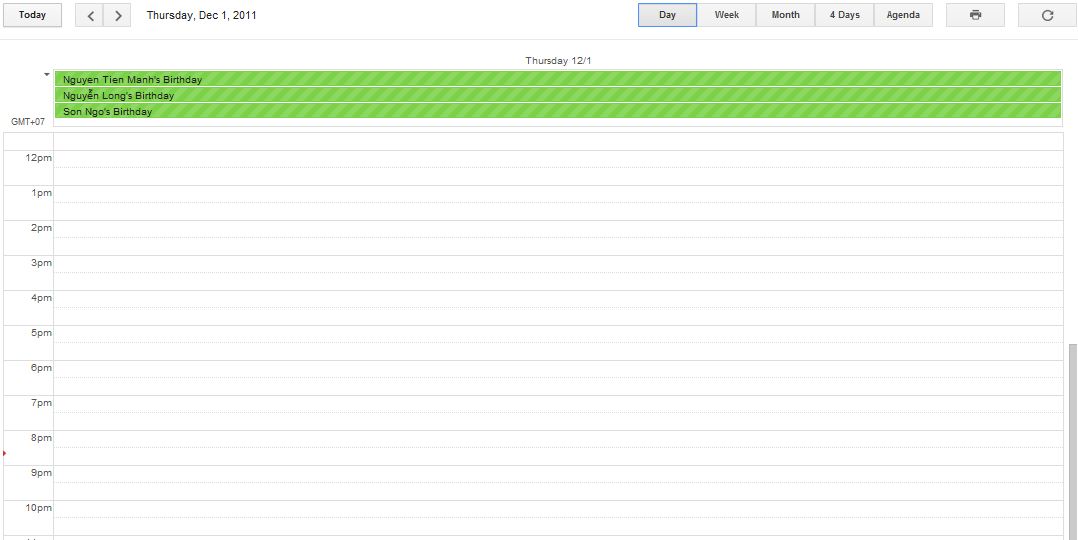 Today
Thursday, Dec 1, 2011
Day Week Month 4 Days Agenda
Thursday 12/1
Nguyen Tien Manh's Birthday
Nguyễn Long's Birthday
Son Ngo's Birthday
GMT+07
12pm
1pm
2pm
3pm
4pm
5pm
6pm
7pm
8pm
9pm
10pm